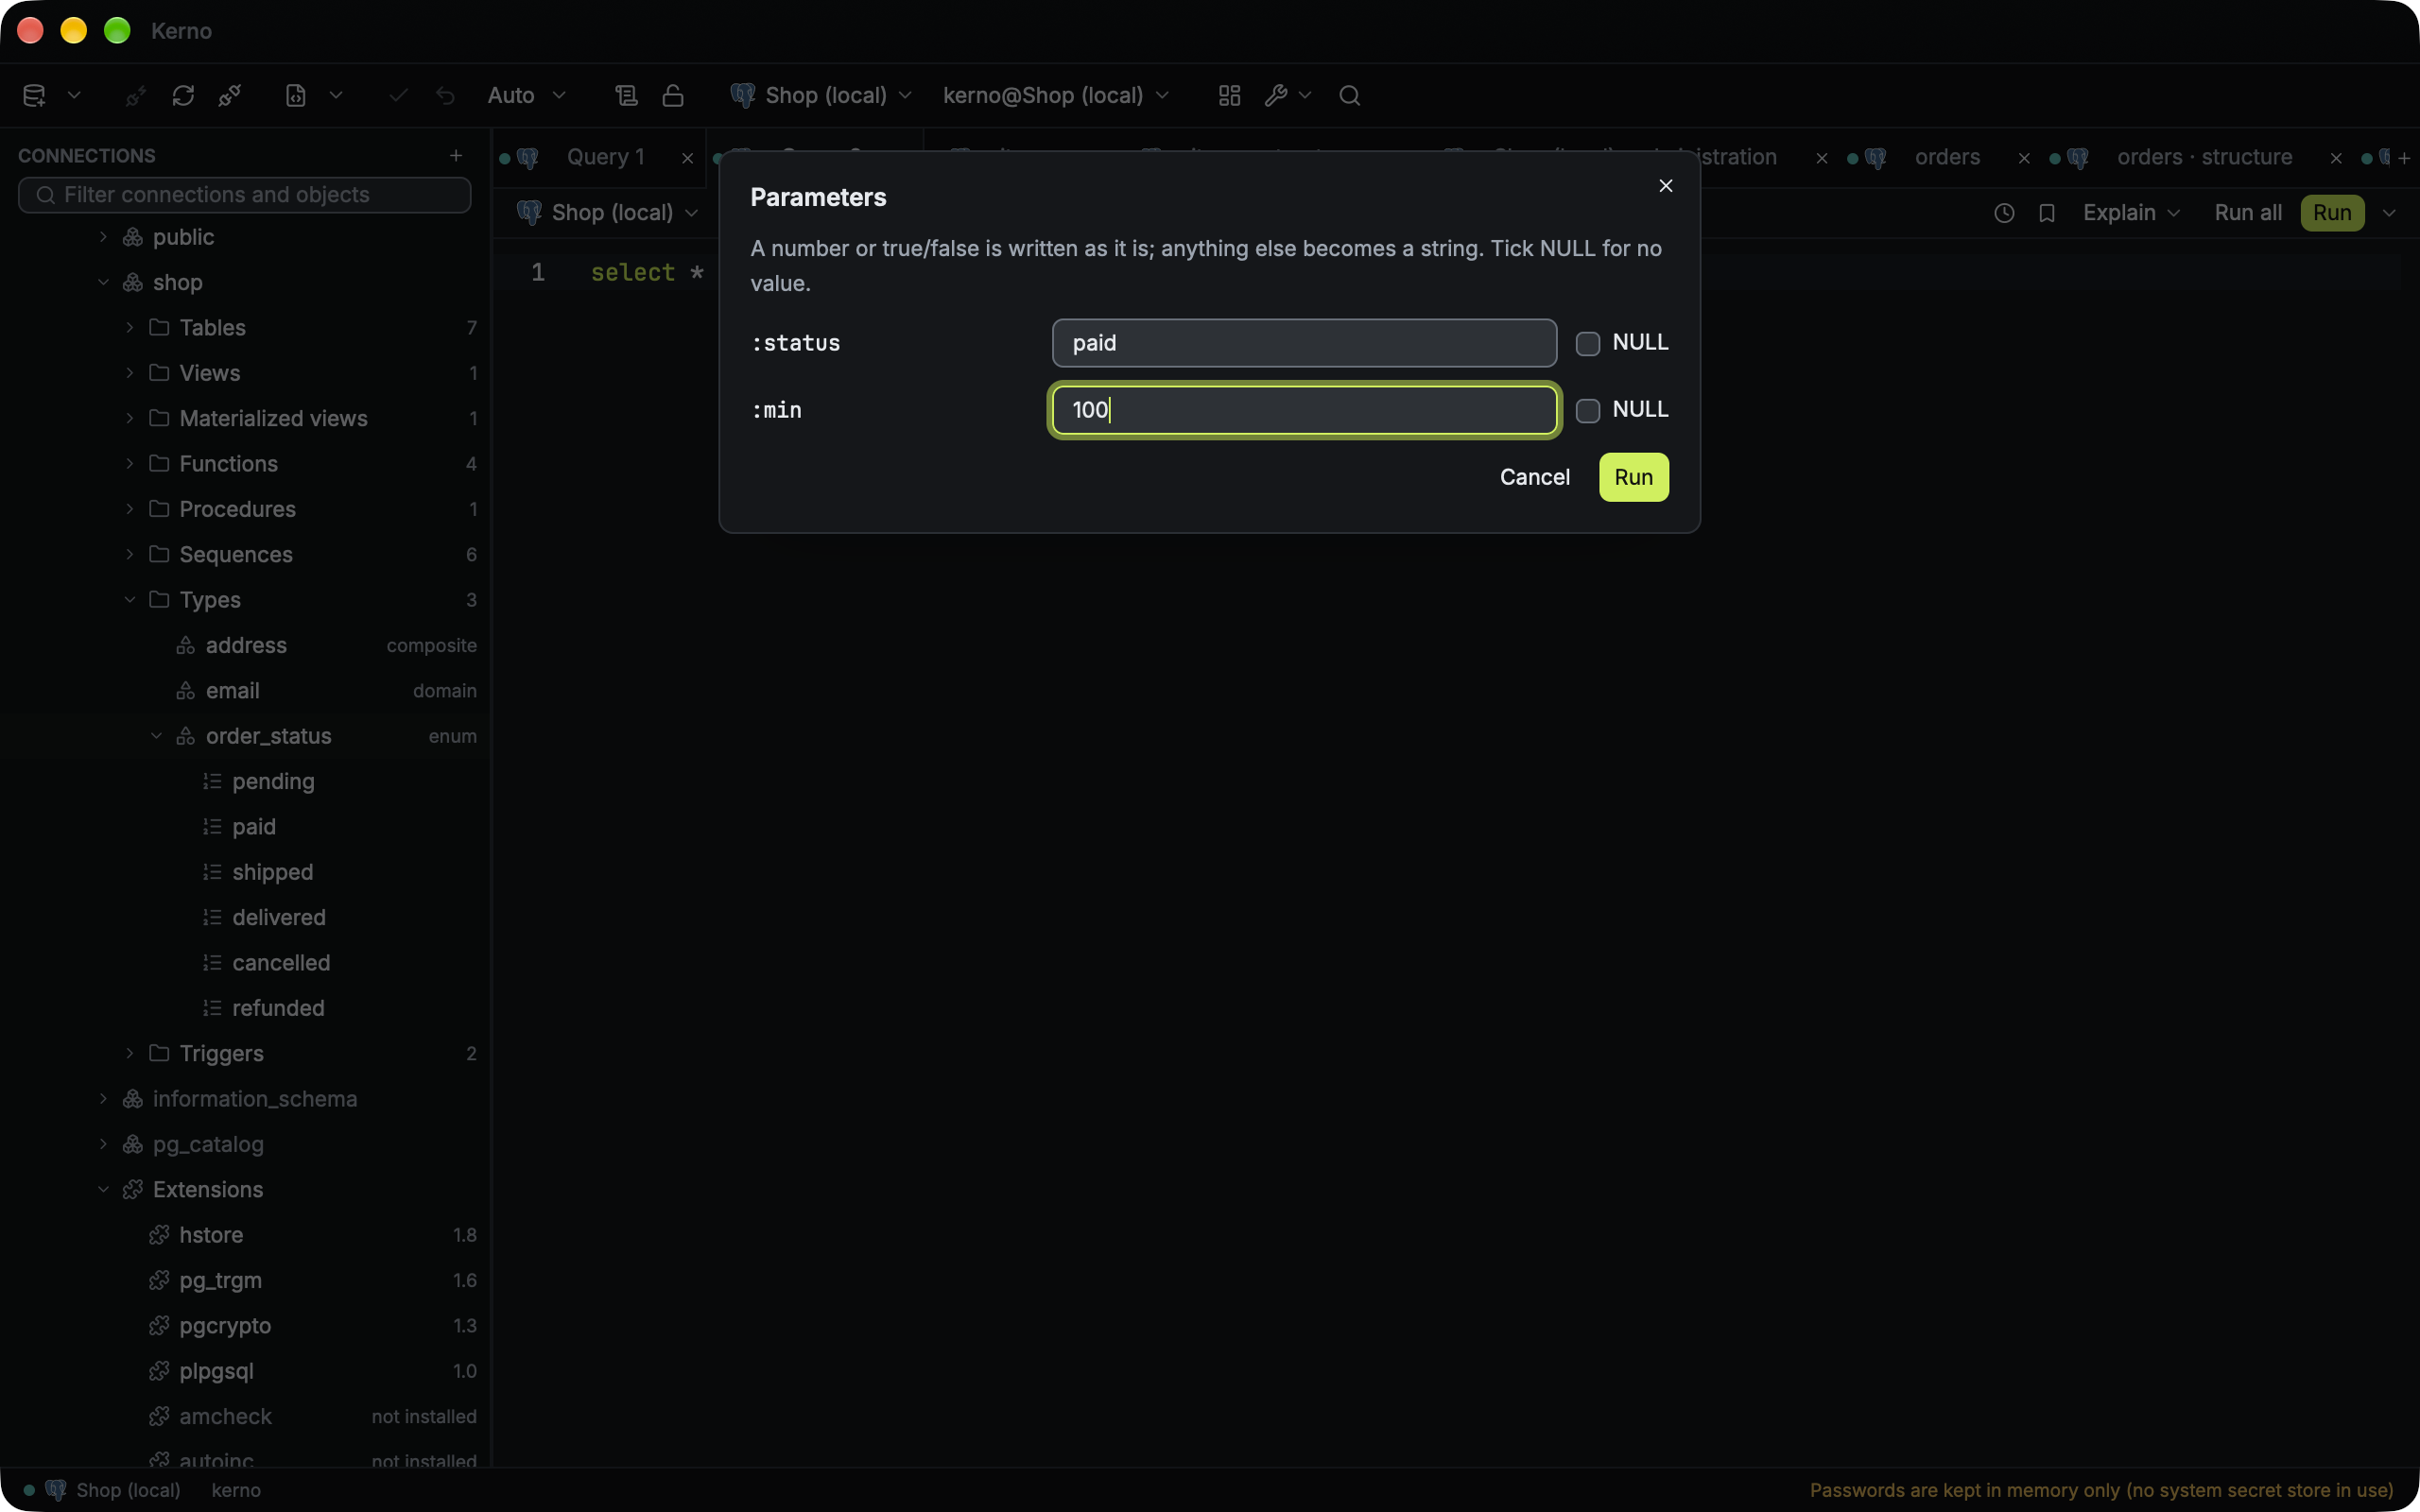 Kerno
Auto
Shop (local)
kerno@Shop (local)
CONNECTIONS
Filter connections and objects
public
shop
Tables 7
Views 1
Materialized views 1
Functions 4
Procedures 1
Sequences 6
Types 3
address composite
email domain
order_status enum
pending
paid
shipped
delivered
cancelled
refunded
Triggers 2
information_schema
pg_catalog
Extensions
hstore 1.8
pg_trgm 1.6
pgcrypto 1.3
plpgsql 1.0
amcheck not installed
autoinc not installed
Query 1
orders
orders · structure
Shop (local)
Explain
Run all
Run
1 select *
Parameters
A number or true/false is written as it is; anything else becomes a string. Tick NULL for no
value.
:status paid NULL
:min 100 NULL
Cancel Run
Shop (local) kerno
Passwords are kept in memory only (no system secret store in use)